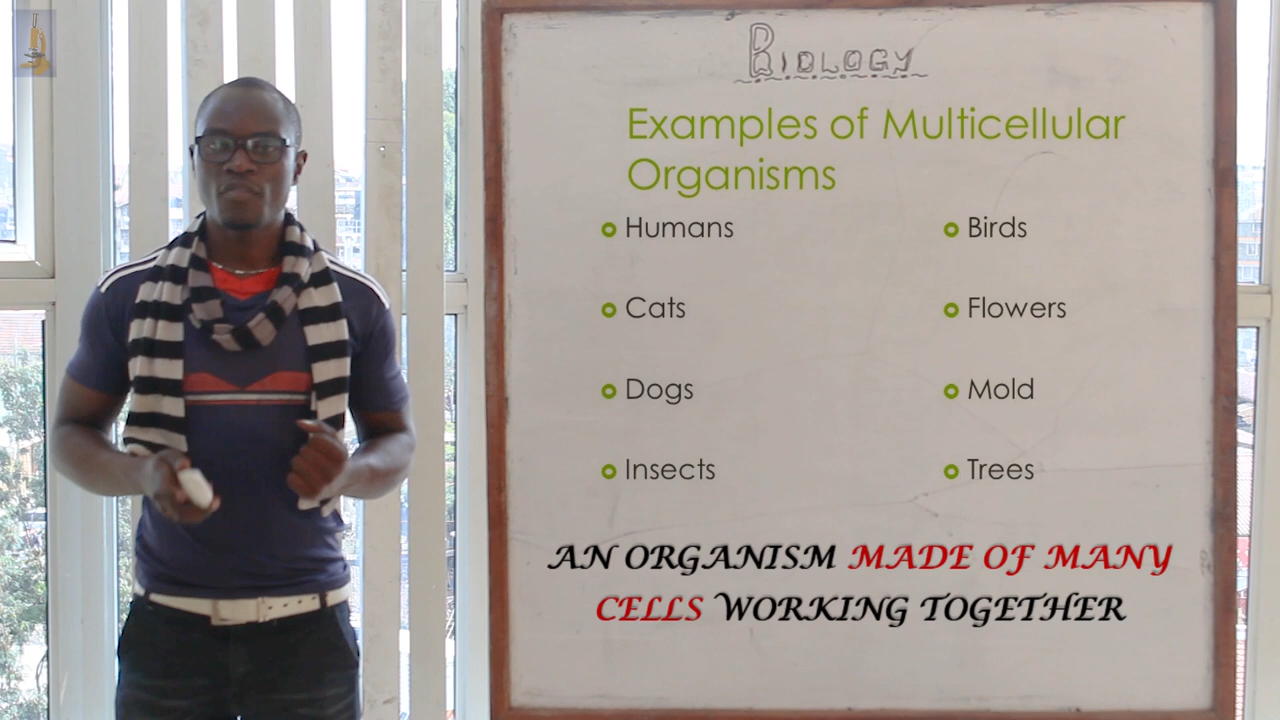 BIOLOGY
Examples of Multicellular
Organisms
Humans
Cats
Dogs
Insects
Birds
Flowers
Mold
Trees
AN ORGANISM MADE OF MANY
CELLS WORKING TOGETHER